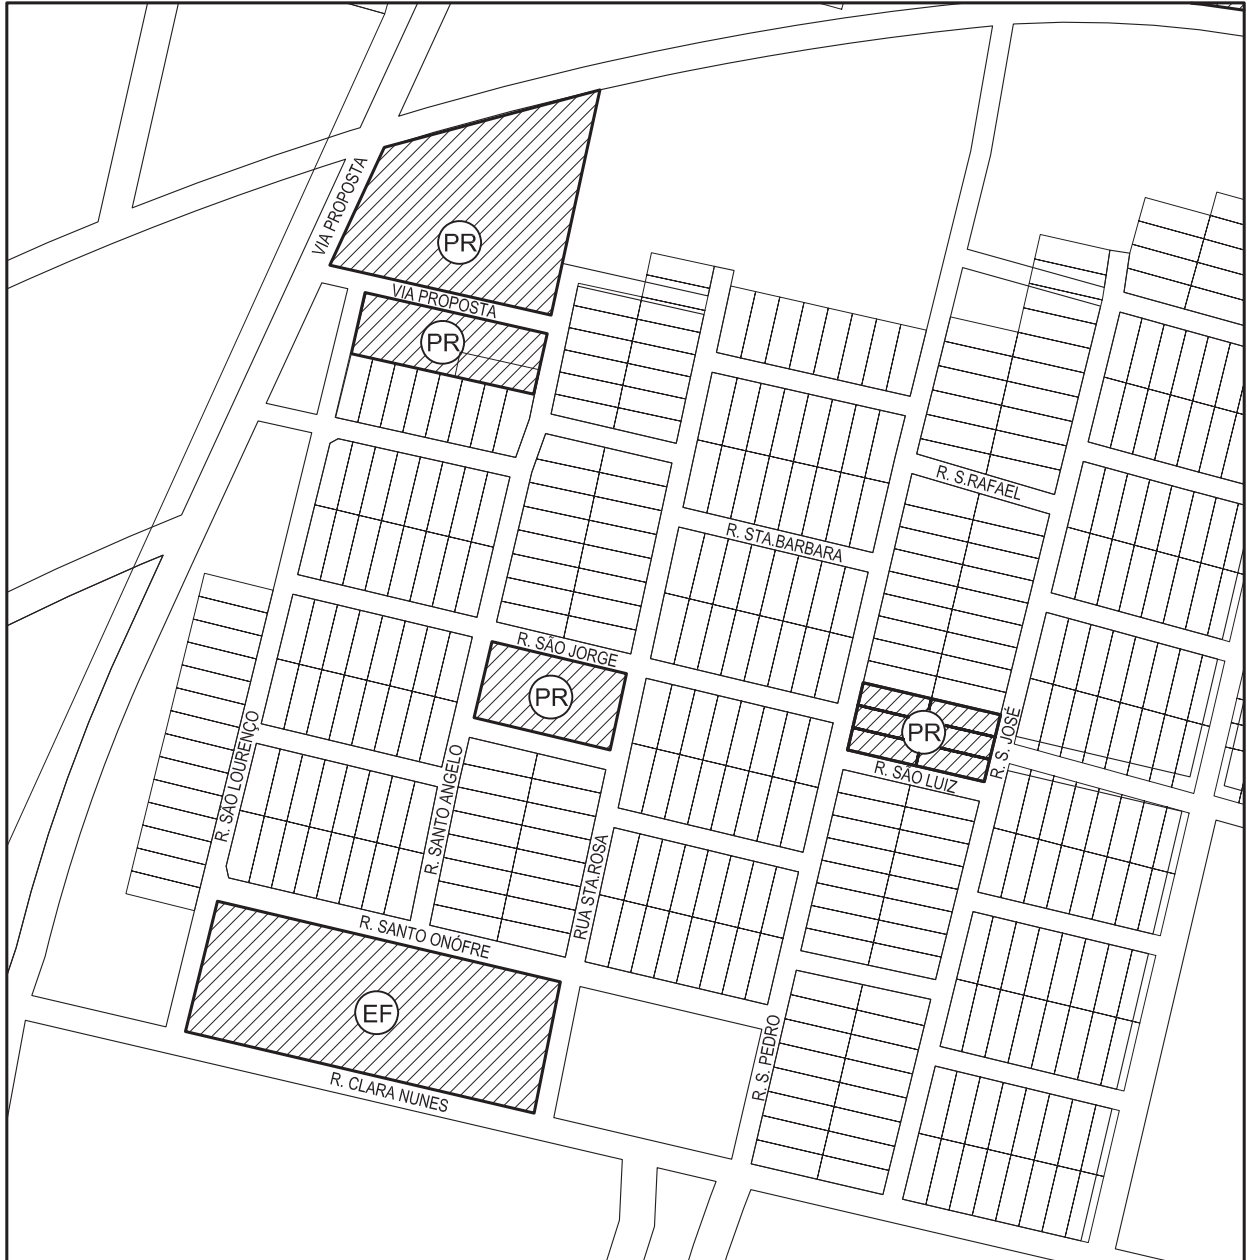 VIA PROPOSTA
PR
VIA PROPOSTA
PR
R. S.RAFAEL
R. STA.BARBARA
R. SÃO JORGE
PR
PR
R. S. JOSÉ
R. SÃO LUIZ
R. SÃO LOURENÇO
R. SANTO ANGELO
RUA STA.ROSA
R. SANTO ONÓFRE
EF
R. S. PEDRO
R. CLARA NUNES